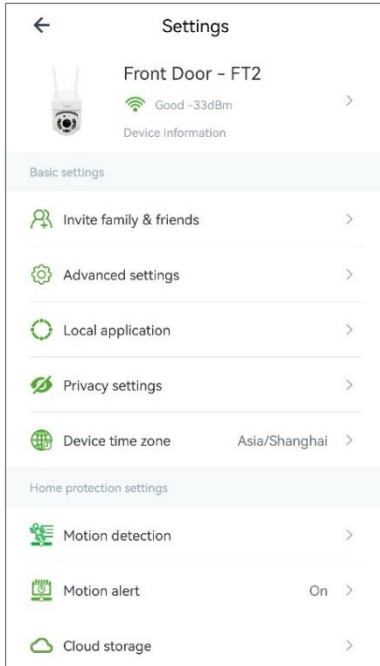 Settings
Front Door - FT2
Good -33dBm
Device information
Basic settings
Invite family & friends
Advanced settings
Local application
Privacy settings
Device time zone Asia/Shanghai
Home protection settings
Motion detection
Motion alert On
Cloud storage